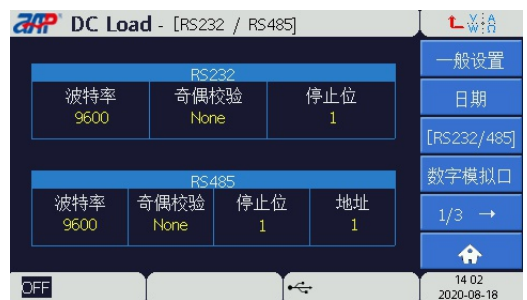 ZAP DC Load - [RS232 / RS485]
RS232
波特率 奇偶校验 停止位
9600 None 1
RS485
波特率 奇偶校验 停止位 地址
9600 None 1 1
一般设置
日期
[RS232/485]
数字模拟口
1/3 →
OFF
14 02
2020-08-18